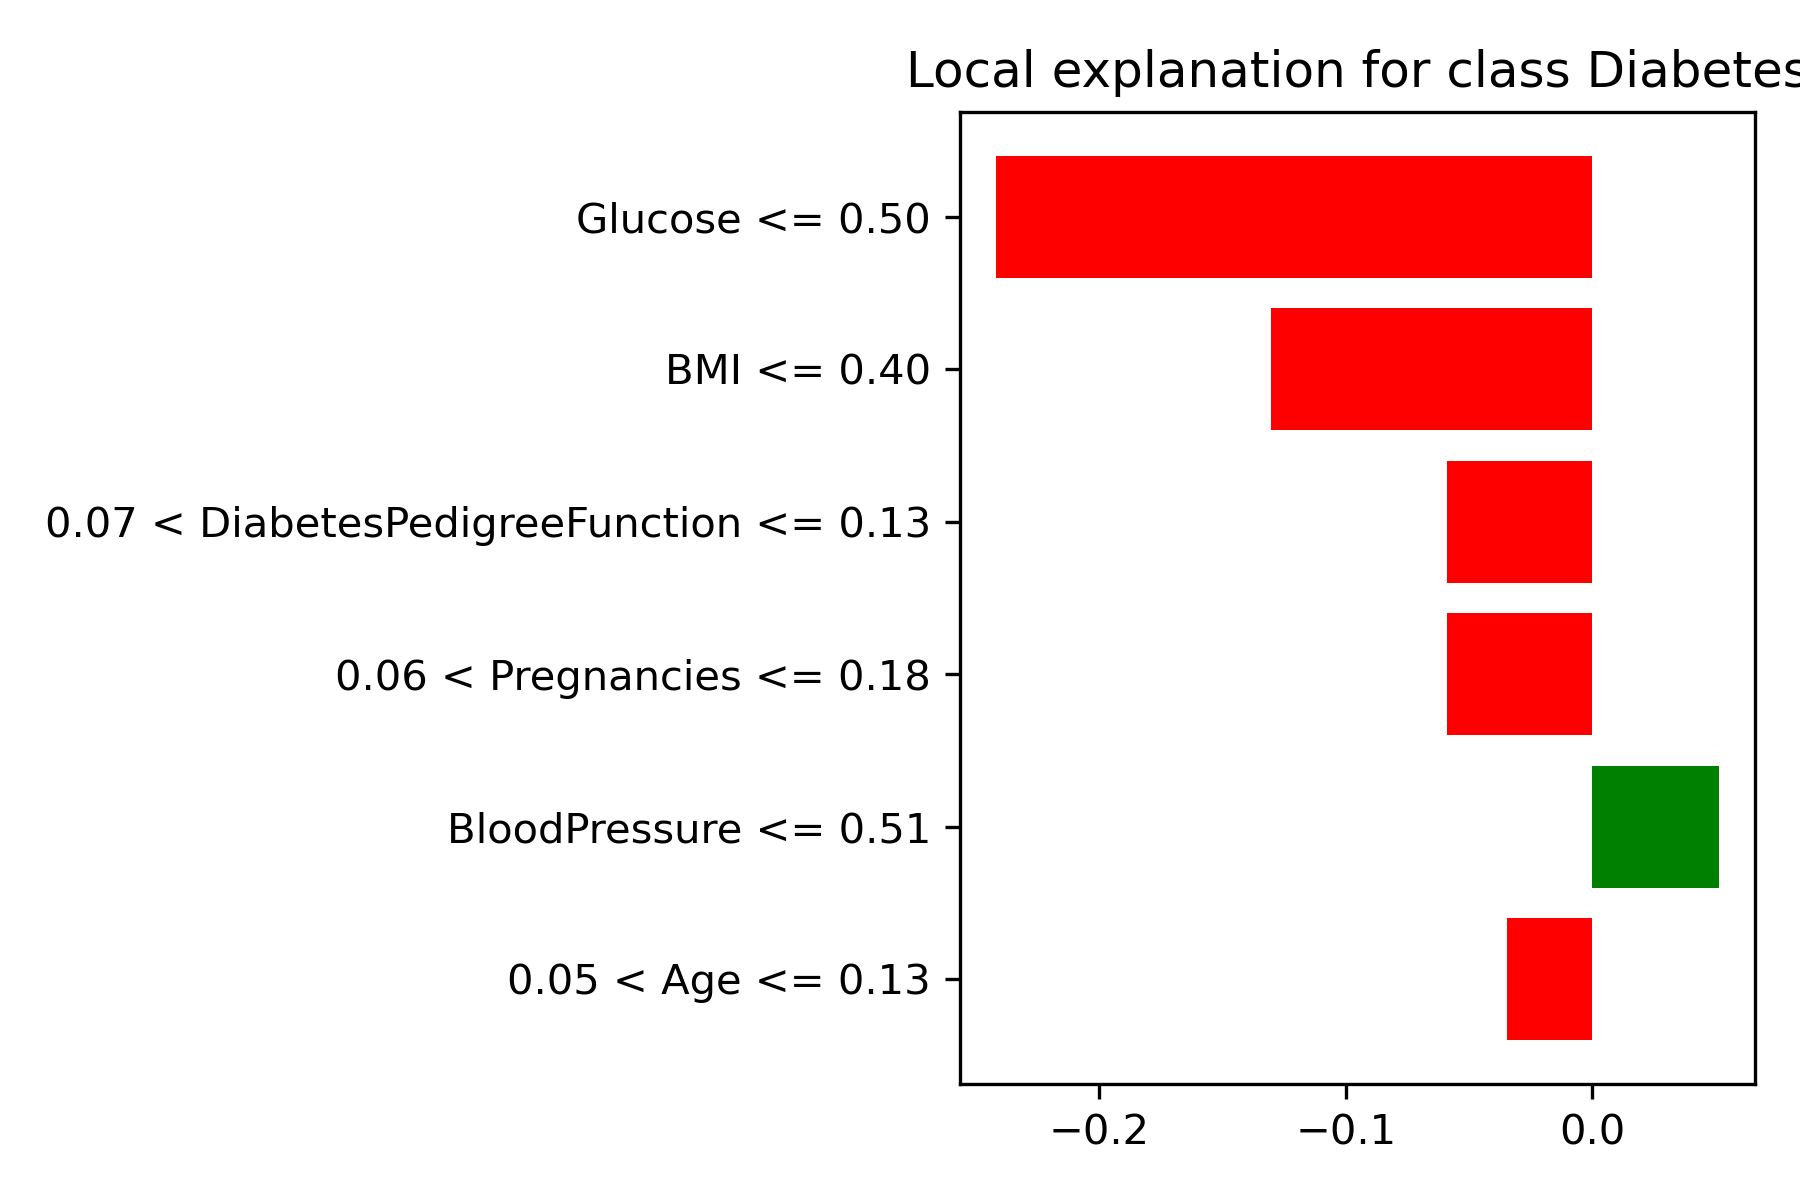 Local explanation for class Diabetes
Glucose <= 0.50
BMI <= 0.40
0.07 < DiabetesPedigreeFunction <= 0.13
0.06 < Pregnancies <= 0.18
BloodPressure <= 0.51
0.05 < Age <= 0.13
−0.2 −0.1 0.0